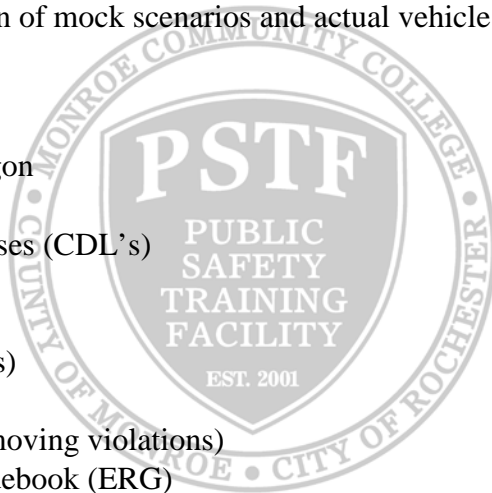 n of mock scenarios and actual vehicle
MONROE COMMUNITY COLLEGE
gon
PSTF
ses (CDL's)
PUBLIC
SAFETY
TRAINING
FACILITY
s)
EST. 2001
COUNTY OF MONROE • CITY OF ROCHESTER
noving violations)
debook (ERG)